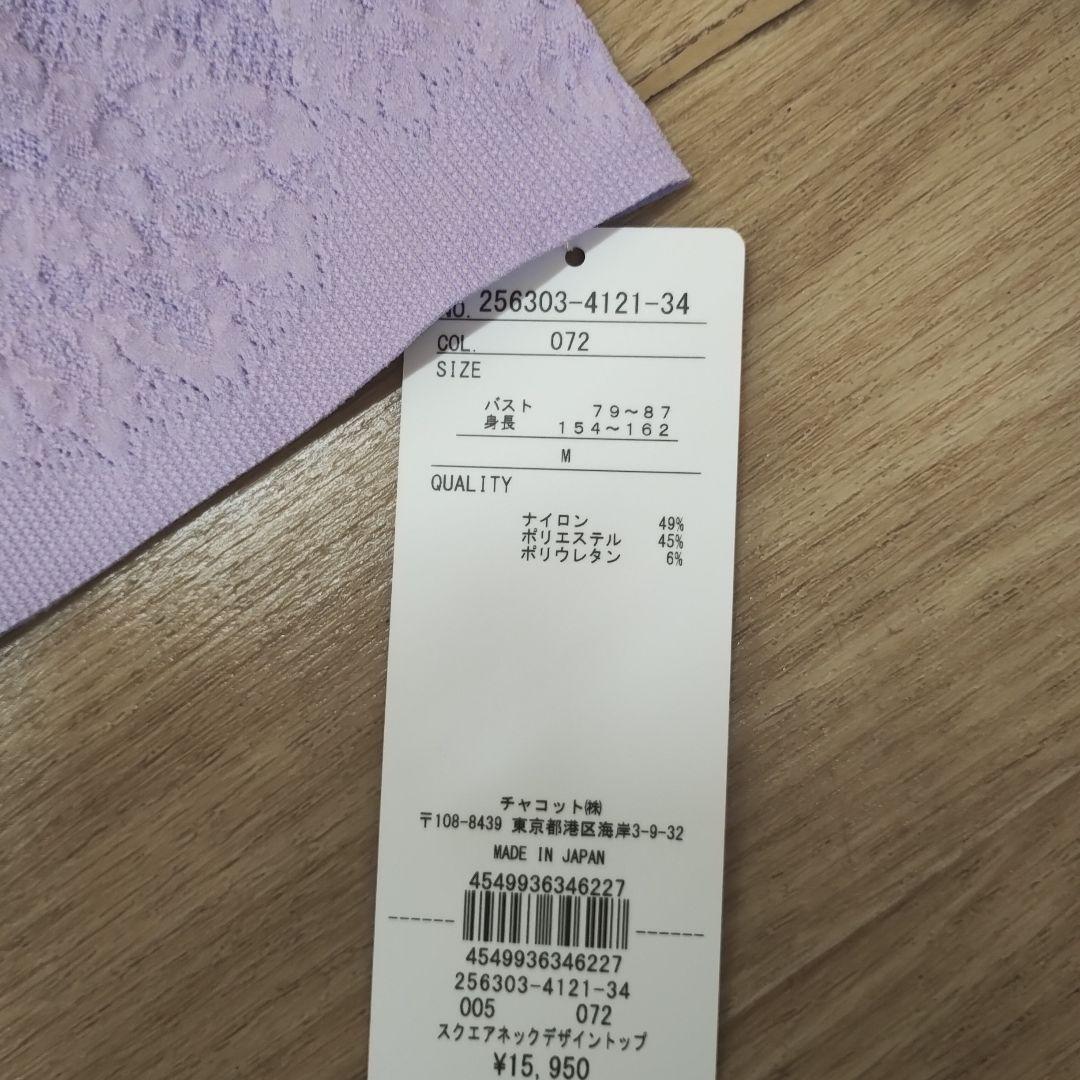 NO. 256303-4121-34
COL. 072
SIZE
バスト 79～87
身長 154～162
M
QUALITY
ナイロン 49%
ポリエステル 45%
ポリウレタン 6%
チャコット㈱
〒108-8439 東京都港区海岸3-9-32
MADE IN JAPAN
4549936346227
4549936346227
256303-4121-34
005 072
スクエアネックデザイントップ
¥15,950